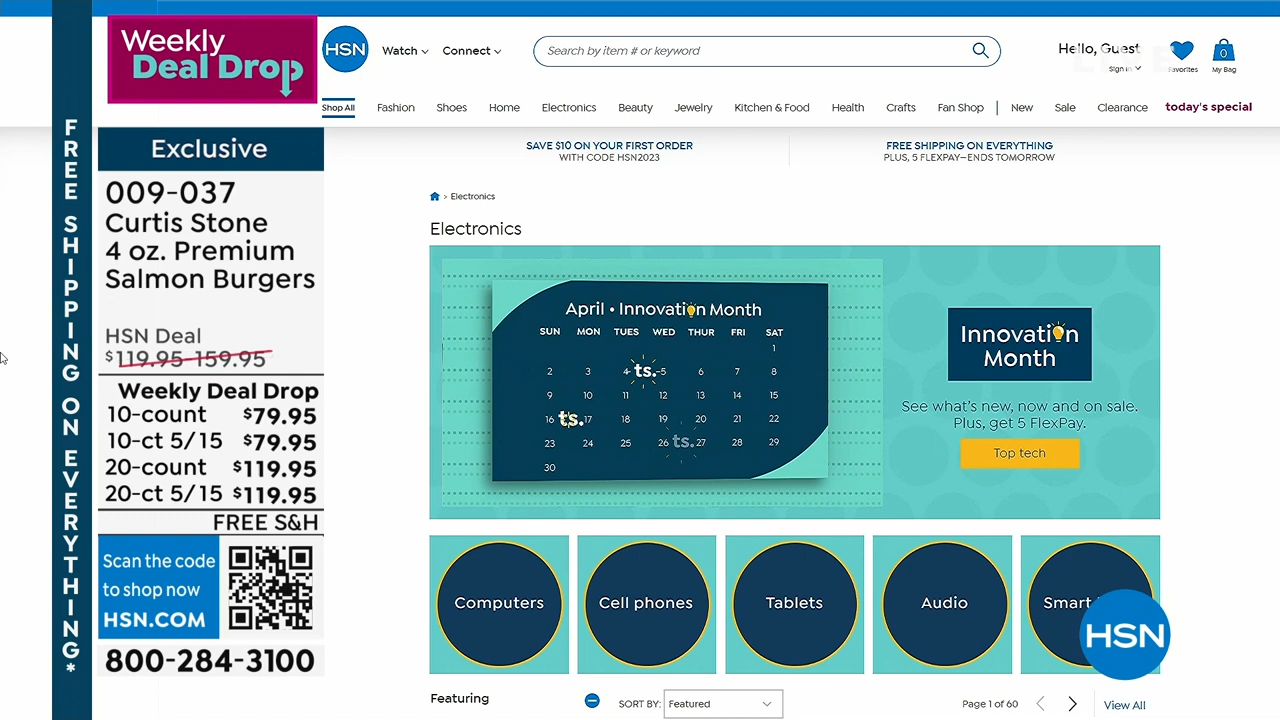 FREE SHIPPING ON EVERYTHING*
Weekly
Deal Drop
Exclusive
009-037
Curtis Stone
4 oz. Premium
Salmon Burgers
HSN Deal
$119.95-159.95
Weekly Deal Drop
10-count $79.95
10-ct 5/15 $79.95
20-count $119.95
20-ct 5/15 $119.95
FREE S&H
Scan the code
to shop now
HSN.COM
800-284-3100
HSN
Watch
Connect
Search by item # or keyword
Hello, Guest
Sign in
Favorites
0
My Bag
Shop All Fashion Shoes Home Electronics Beauty Jewelry Kitchen & Food Health Crafts Fan Shop | New Sale Clearance today's special
SAVE $10 ON YOUR FIRST ORDER
WITH CODE HSN2023
FREE SHIPPING ON EVERYTHING
PLUS, 5 FLEXPAY—ENDS TOMORROW
> Electronics
Electronics
April • Innovation Month
SUN MON TUES WED THUR FRI SAT
1
2 3 4 ts. 5 6 7 8
9 10 11 12 13 14 15
16 ts. 17 18 19 20 21 22
23 24 25 26 ts. 27 28 29
30
Innovation
Month
See what's new, now and on sale.
Plus, get 5 FlexPay.
Top tech
Computers
Cell phones
Tablets
Audio
Smart
HSN
Featuring
SORT BY: Featured
Page 1 of 60
View All